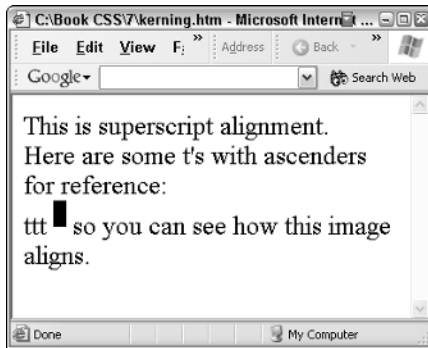 C:\Book CSS\7\kerning.htm - Microsoft Intern ...
File Edit View F » Address Back »
Google Search Web
This is superscript alignment.
Here are some t's with ascenders
for reference:
ttt so you can see how this image
aligns.
Done My Computer